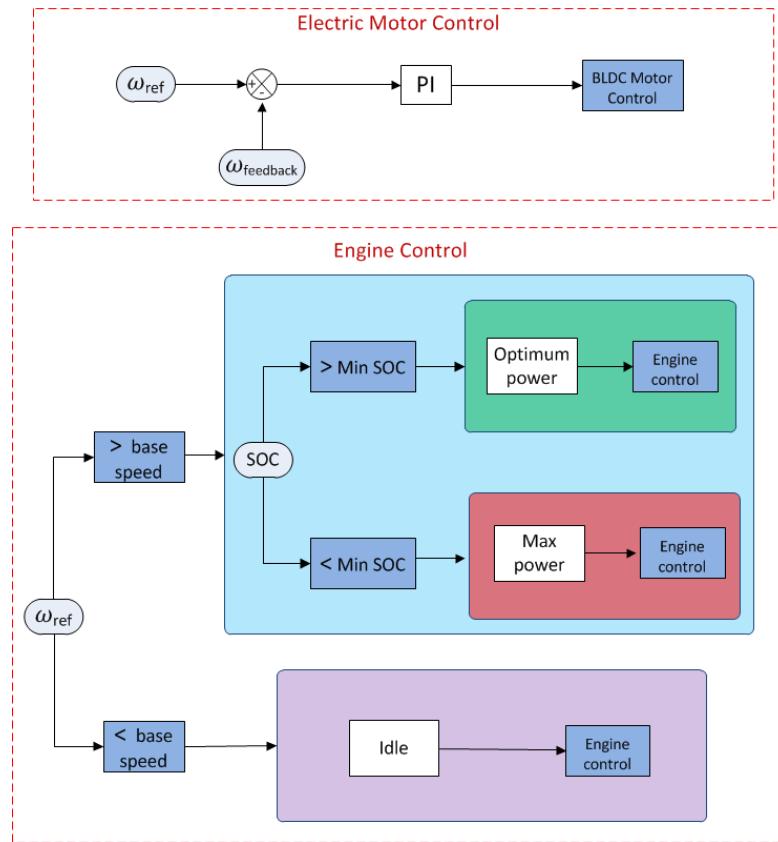 Electric Motor Control
ωref
+
-
PI
BLDC Motor
Control
ωfeedback
Engine Control
> Min SOC
Optimum
power
Engine
control
> base
speed
SOC
< Min SOC
Max
power
Engine
control
ωref
< base
speed
Idle
Engine
control